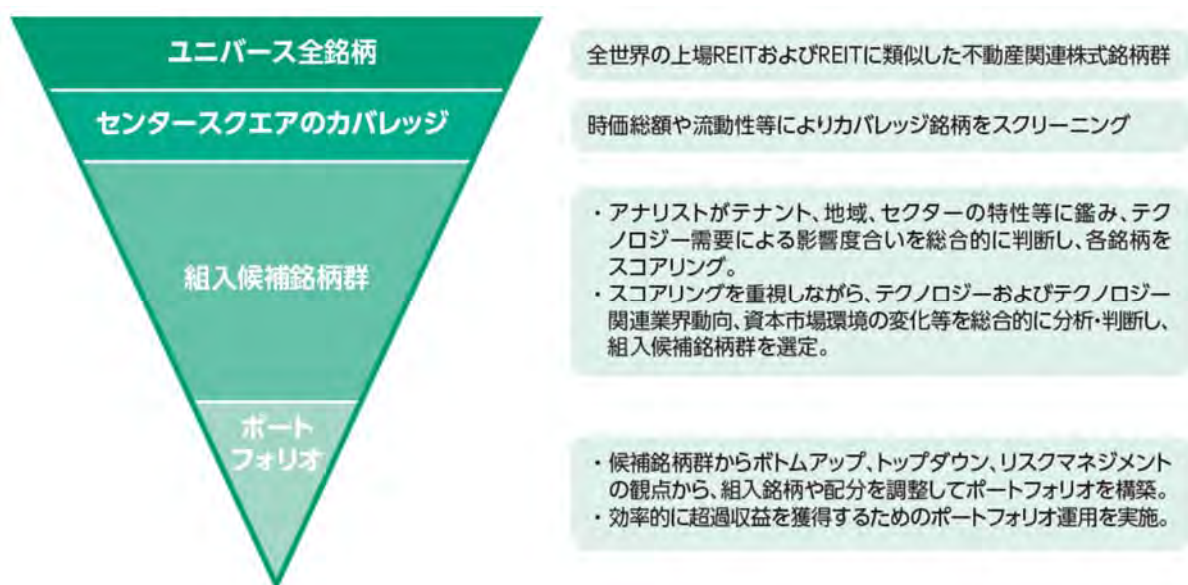 ユニバース全銘柄
全世界の上場REITおよびREITに類似した不動産関連株式銘柄群
センタースクエアのカバレッジ
時価総額や流動性等によりカバレッジ銘柄をスクリーニング
組入候補銘柄群
・アナリストがテナント、地域、セクターの特性等に鑑み、テク
ノロジー需要による影響度合いを総合的に判断し、各銘柄を
スコアリング。
・スコアリングを重視しながら、テクノロジーおよびテクノロジー
関連業界動向、資本市場環境の変化等を総合的に分析・判断し、
組入候補銘柄群を選定。
ポート
フォリオ
・候補銘柄群からボトムアップ、トップダウン、リスクマネジメント
の観点から、組入銘柄や配分を調整してポートフォリオを構築。
・効率的に超過収益を獲得するためのポートフォリオ運用を実施。